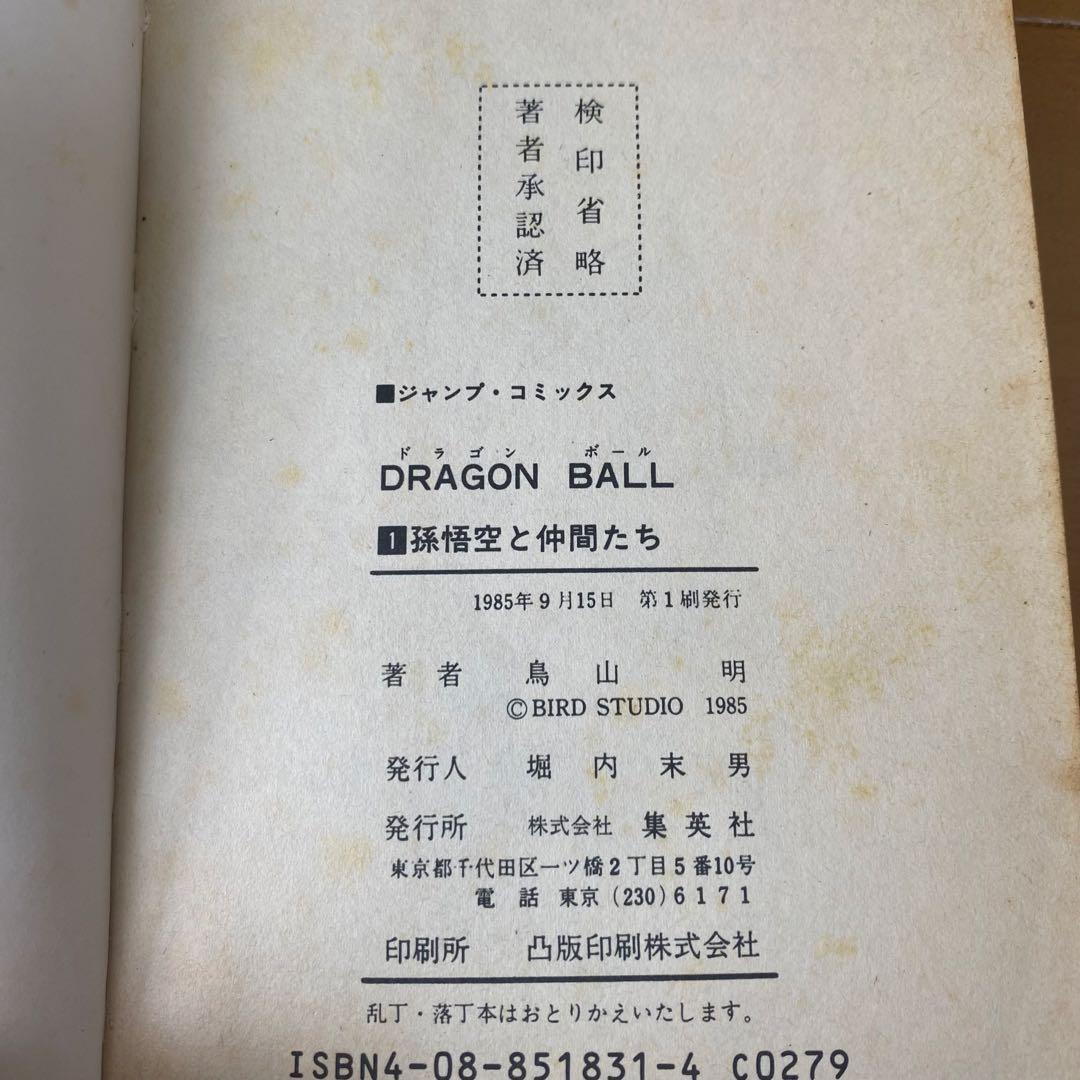 検印省略
著者承認済
■ジャンプ・コミックス
ドラゴン ボール
DRAGON BALL
1孫悟空と仲間たち
1985年9月15日 第1刷発行
著者 鳥山 明
©BIRD STUDIO 1985
発行人 堀内末男
発行所 株式会社 集英社
東京都千代田区一ツ橋2丁目5番10号
電話 東京(230)6171
印刷所 凸版印刷株式会社
乱丁・落丁本はおとりかえいたします。
ISBN4-08-851831-4 C0279